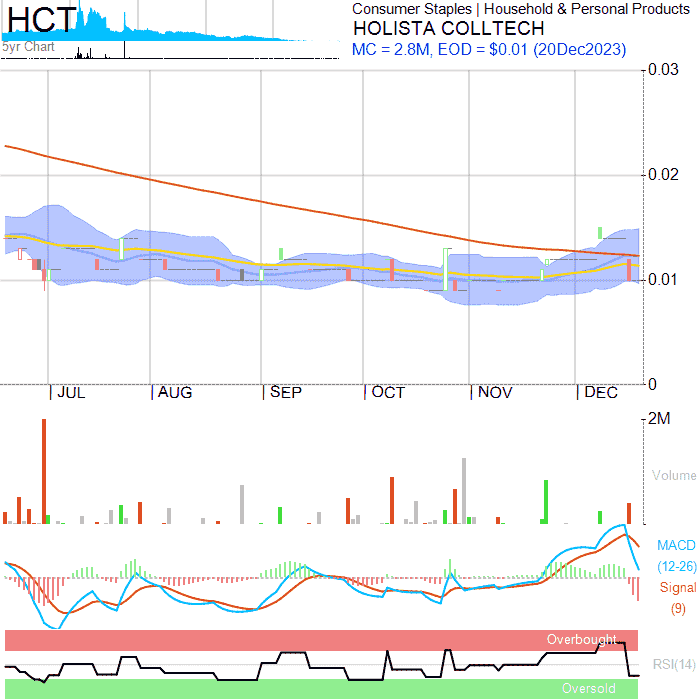 HCT
5yr Chart
Consumer Staples | Household & Personal Products
HOLISTA COLLTECH
MC = 2.8M, EOD = $0.01 (20Dec2023)
0.03
0.02
0.01
0
JUL
AUG
SEP
OCT
NOV
DEC
2M
Volume
MACD
(12-26)
Signal
(9)
Overbought
RSI(14)
Oversold